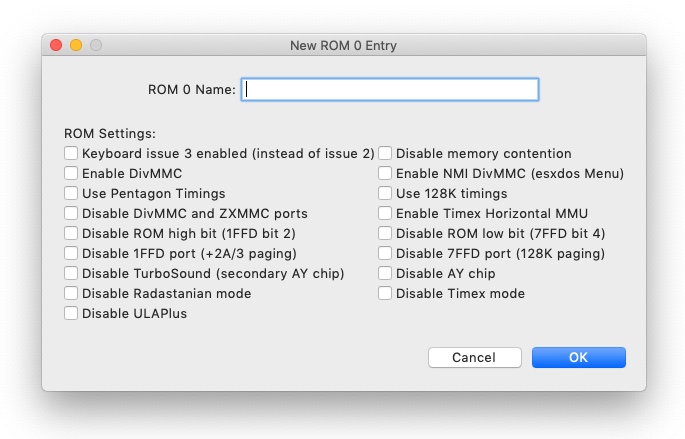 New ROM 0 Entry
ROM 0 Name:
ROM Settings:
Keyboard issue 3 enabled (instead of issue 2) Disable memory contention
Enable DivMMC Enable NMI DivMMC (esxdos Menu)
Use Pentagon Timings Use 128K timings
Disable DivMMC and ZXMMC ports Enable Timex Horizontal MMU
Disable ROM high bit (1FFD bit 2) Disable ROM low bit (7FFD bit 4)
Disable 1FFD port (+2A/3 paging) Disable 7FFD port (128K paging)
Disable TurboSound (secondary AY chip) Disable AY chip
Disable Radastanian mode Disable Timex mode
Disable ULAPlus
Cancel OK